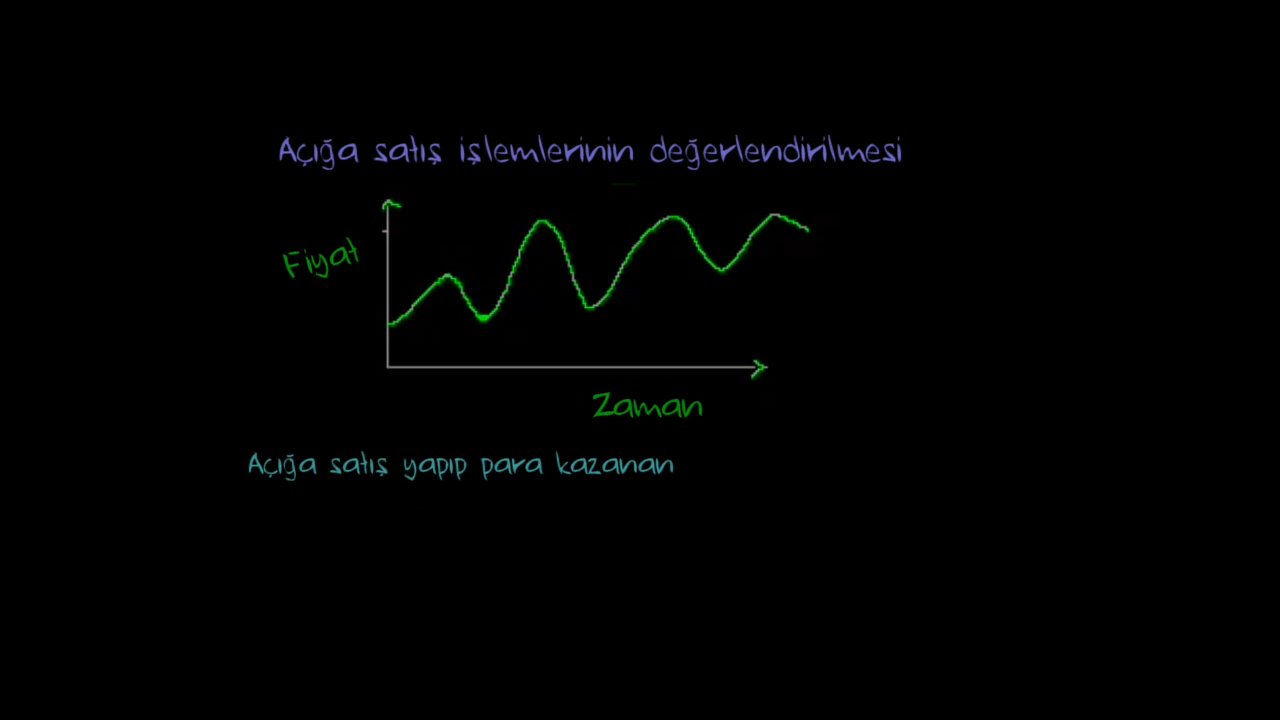 Açığa satış işlemlerinin değerlendirilmesi
Fiyat
Zaman
Açığa satış yapıp para kazanan